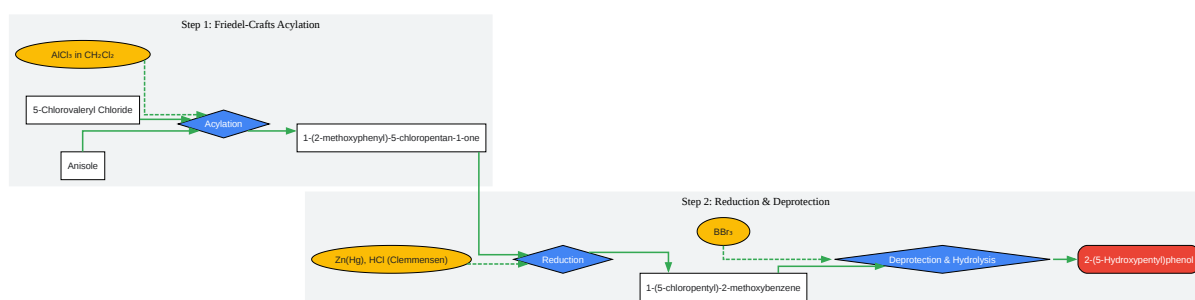 Step 1: Friedel-Crafts Acylation
AlCl₃ in CH₂Cl₂
5-Chlorovaleryl Chloride
Acylation
1-(2-methoxyphenyl)-5-chloropentan-1-one
Anisole
Step 2: Reduction & Deprotection
BBr₃
Zn(Hg), HCl (Clemmensen)
Reduction
Deprotection & Hydrolysis
2-(5-Hydroxypentyl)phenol
1-(5-chloropentyl)-2-methoxybenzene